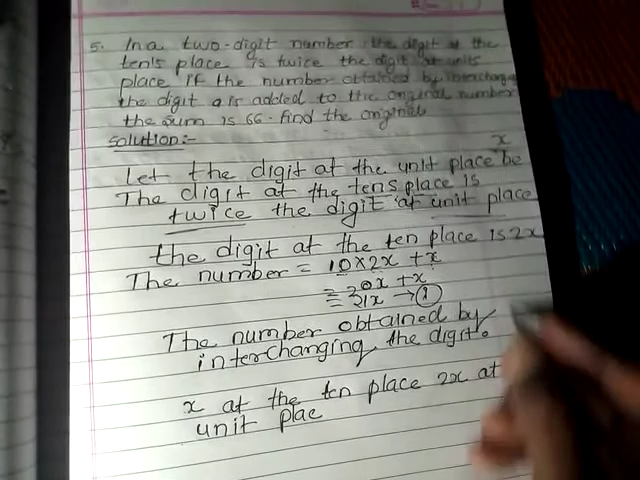 5. In a two-digit number the digit at the
ten's place is twice the digit at units
place if the number obtained by interchange
the digit a is added to the original number
the sum is 66. find the original
Solution:-
Let the digit at the unit place be x
The digit at the tens place is
twice the digit at unit place
the digit at the ten place is 2x
The number = 10×2x + x
= 20x + x
= 21x → 1
The number obtained by
interchanging the digit.
x at the ten place 2x at
unit plac